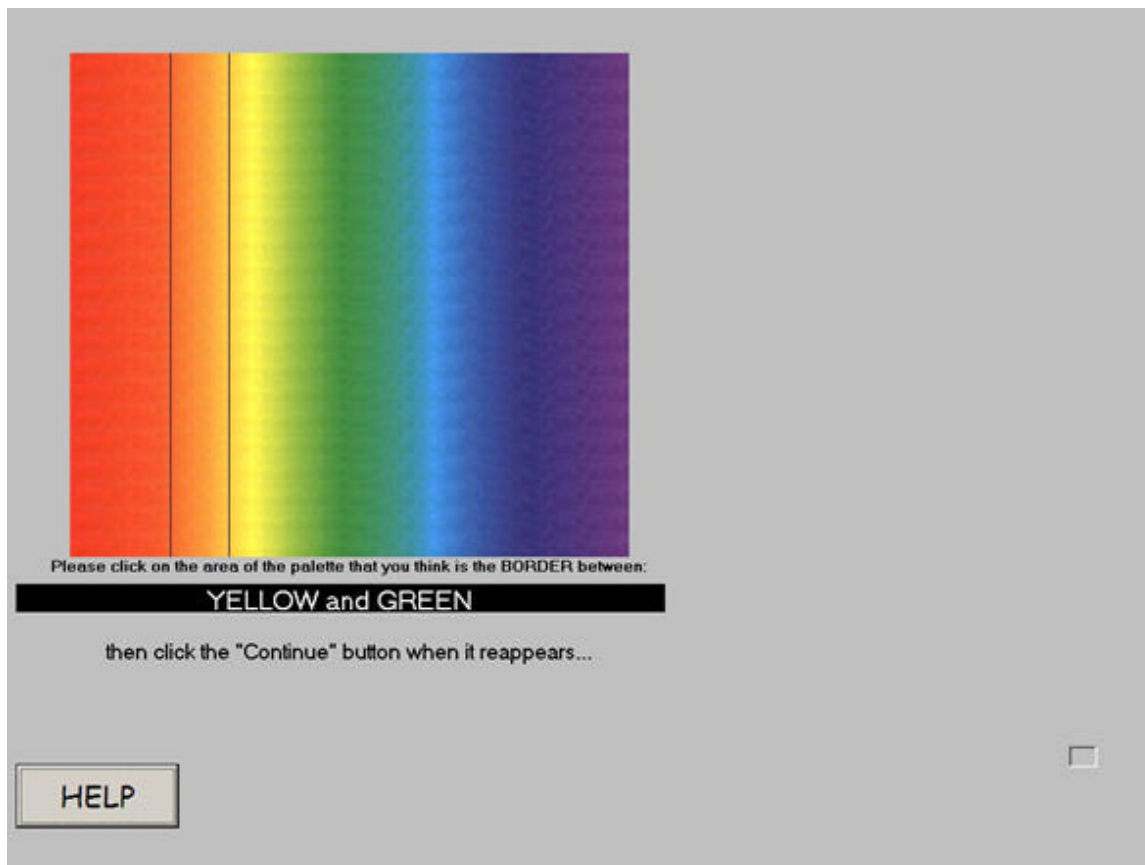 Please click on the area of the palette that you think is the BORDER between:
YELLOW and GREEN
then click the "Continue" button when it reappears...
HELP